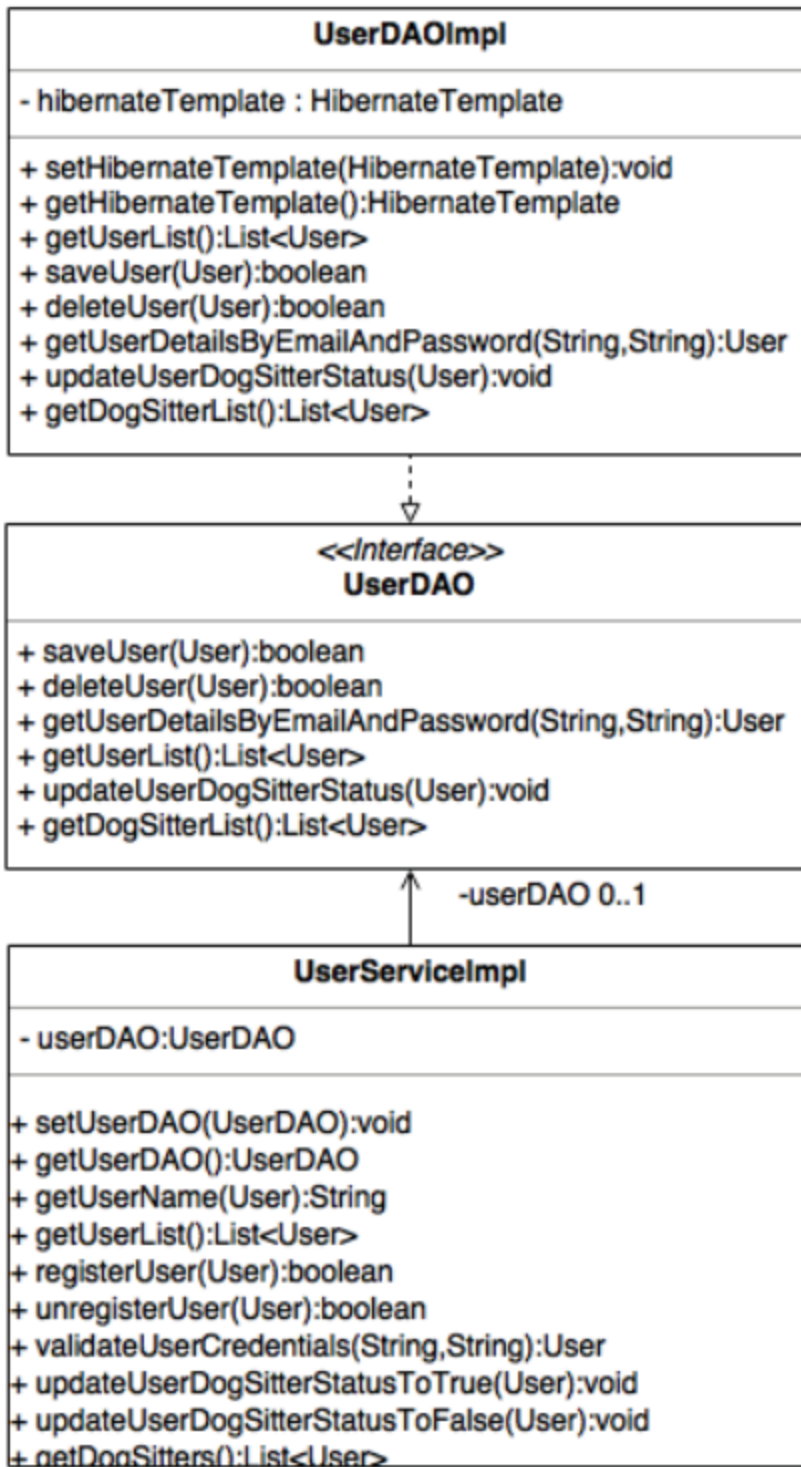 UserDAOImpl
- hibernateTemplate : HibernateTemplate
+ setHibernateTemplate(HibernateTemplate):void
+ getHibernateTemplate():HibernateTemplate
+ getUserList():List<User>
+ saveUser(User):boolean
+ deleteUser(User):boolean
+ getUserDetailsByEmailAndPassword(String,String):User
+ updateUserDogSitterStatus(User):void
+ getDogSitterList():List<User>
<<Interface>>
UserDAO
+ saveUser(User):boolean
+ deleteUser(User):boolean
+ getUserDetailsByEmailAndPassword(String,String):User
+ getUserList():List<User>
+ updateUserDogSitterStatus(User):void
+ getDogSitterList():List<User>
-userDAO 0..1
UserServiceImpl
- userDAO:UserDAO
+ setUserDAO(UserDAO):void
+ getUserDAO():UserDAO
+ getUserName(User):String
+ getUserList():List<User>
+ registerUser(User):boolean
+ unregisterUser(User):boolean
+ validateUserCredentials(String,String):User
+ updateUserDogSitterStatusToTrue(User):void
+ updateUserDogSitterStatusToFalse(User):void
+ getDogSitters():List<User>